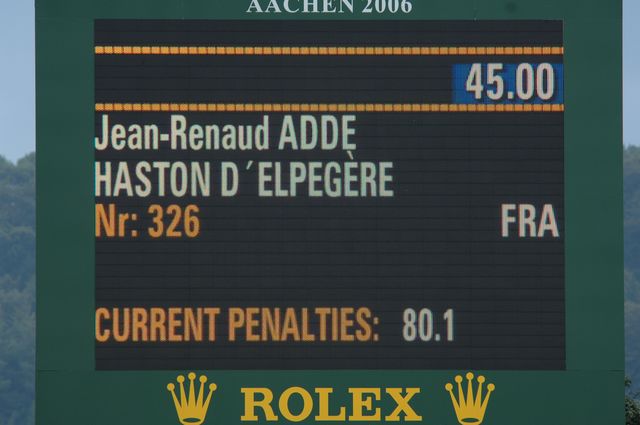 AACHEN 2006
45.00
Jean-Renaud ADDE
HASTON D´ELPEGÈRE
Nr: 326 FRA
CURRENT PENALTIES: 80.1
ROLEX